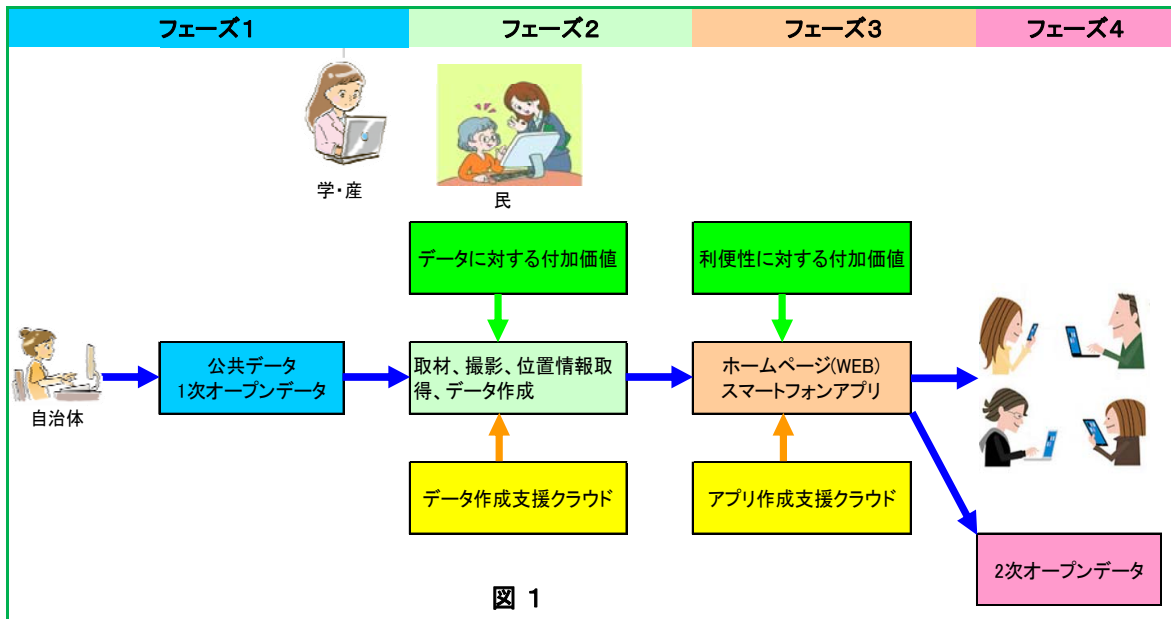 フェーズ1
フェーズ2
フェーズ3
フェーズ4
学・産
民
データに対する付加価値
利便性に対する付加価値
自治体
公共データ
1次オープンデータ
取材、撮影、位置情報取
得、データ作成
ホームページ(WEB)
スマートフォンアプリ
データ作成支援クラウド
アプリ作成支援クラウド
2次オープンデータ
図 1